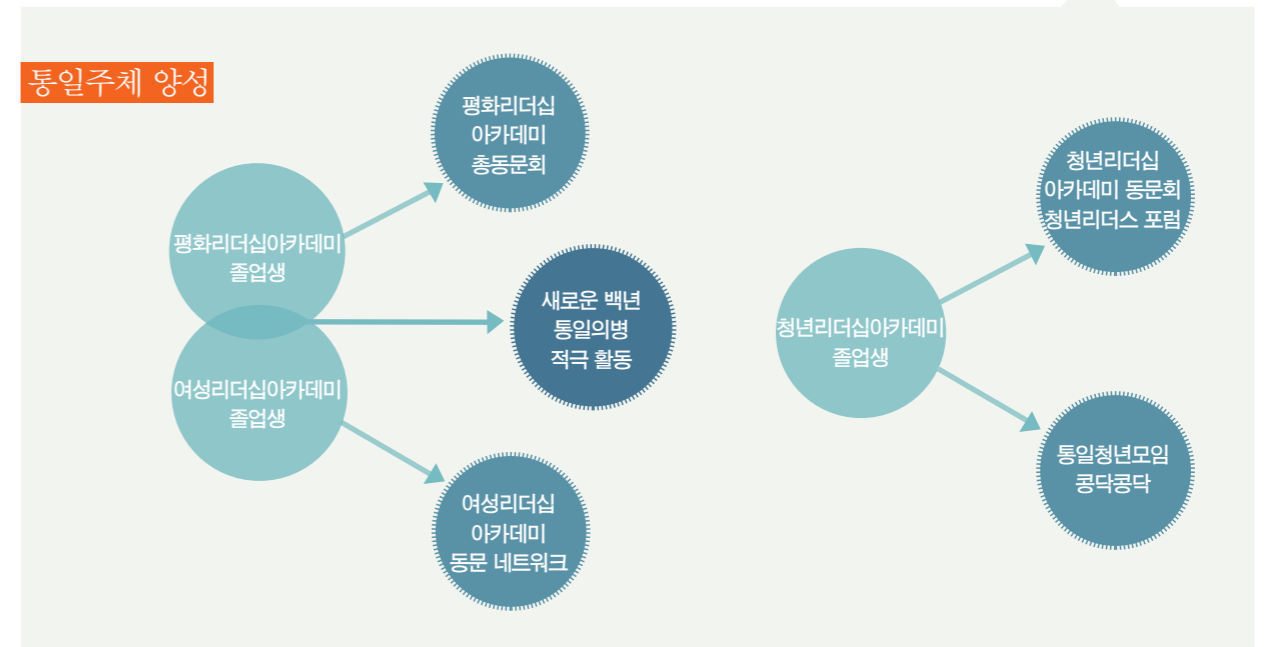 통일주체 양성
평화리더십
아카데미
총동문회
평화리더십아카데미
졸업생
새로운 백년
통일의병
적극 활동
여성리더십아카데미
졸업생
여성리더십
아카데미
동문 네트워크
청년리더십
아카데미 동문회
청년리더스 포럼
청년리더십아카데미
졸업생
통일청년모임
콩닥콩닥